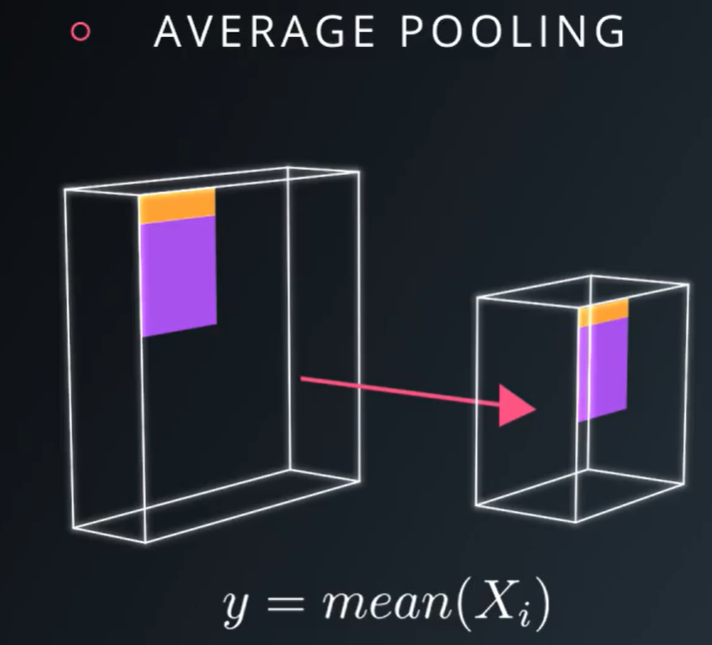 AVERAGE POOLING
y = mean(X_i)